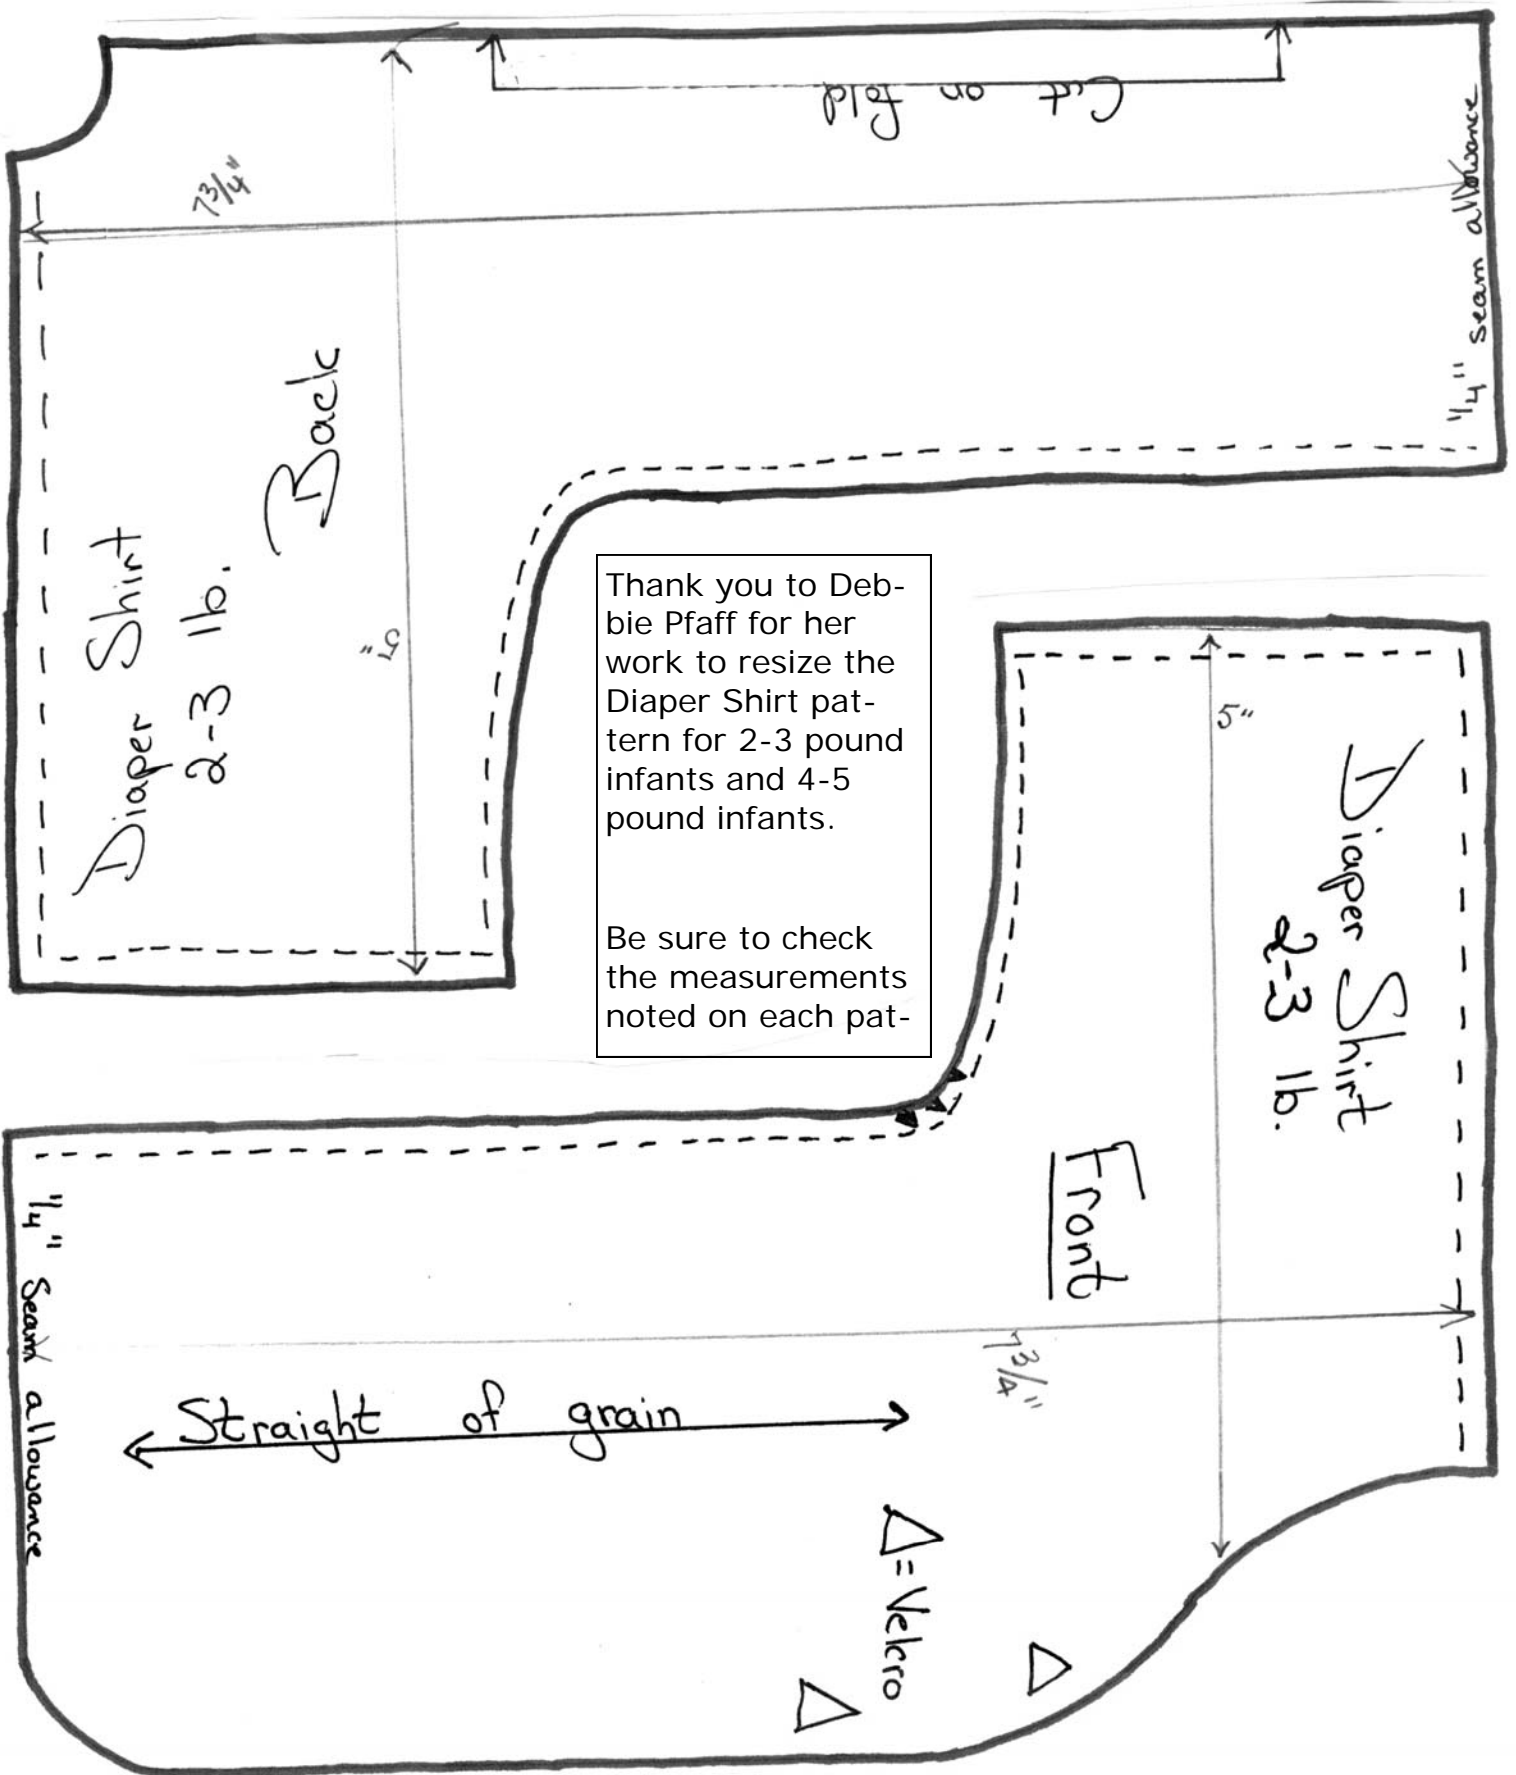 Cut on fold
7 3/4"
1/4" seam allowance
Back
Diaper Shirt
2-3 lb.
5"
Thank you to Deb-
bie Pfaff for her
work to resize the
Diaper Shirt pat-
tern for 2-3 pound
infants and 4-5
pound infants.
Be sure to check
the measurements
noted on each pat-
5"
Diaper Shirt
2-3 lb.
Front
1/4" Seam allowance
7 3/4"
Straight of grain
Δ = Velcro